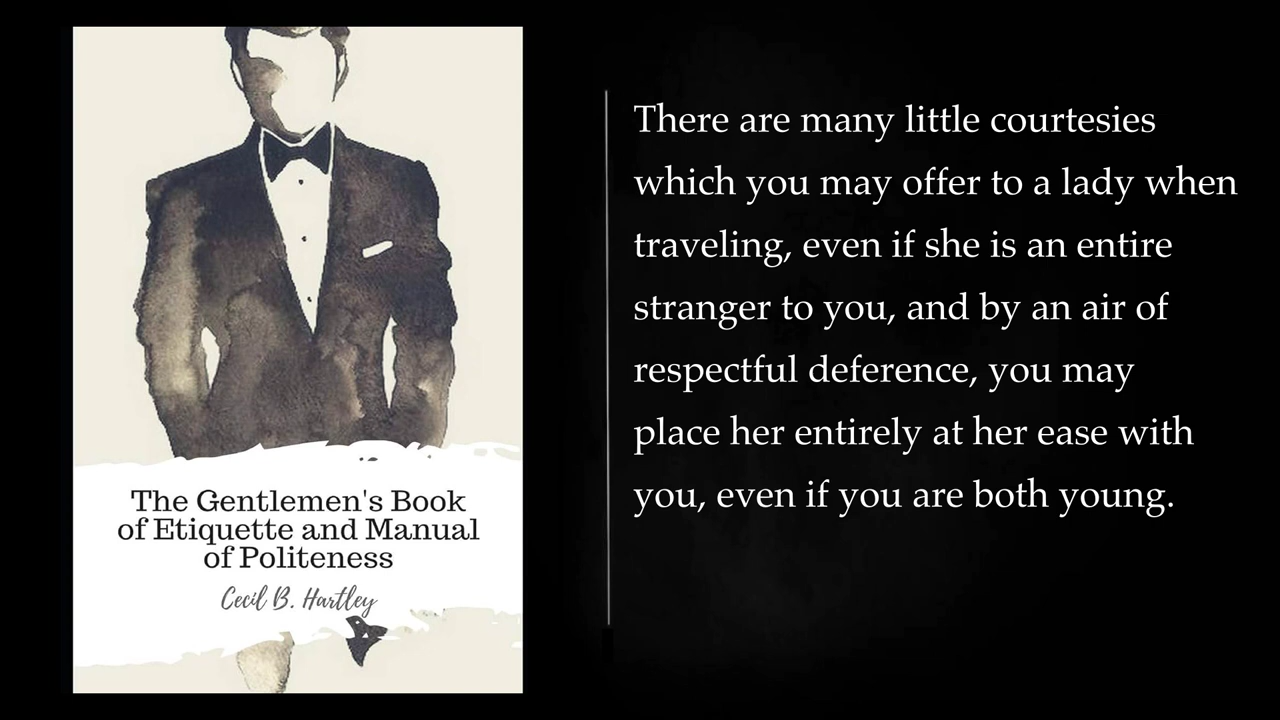 The Gentlemen's Book
of Etiquette and Manual
of Politeness
Cecil B. Hartley
There are many little courtesies
which you may offer to a lady when
traveling, even if she is an entire
stranger to you, and by an air of
respectful deference, you may
place her entirely at her ease with
you, even if you are both young.